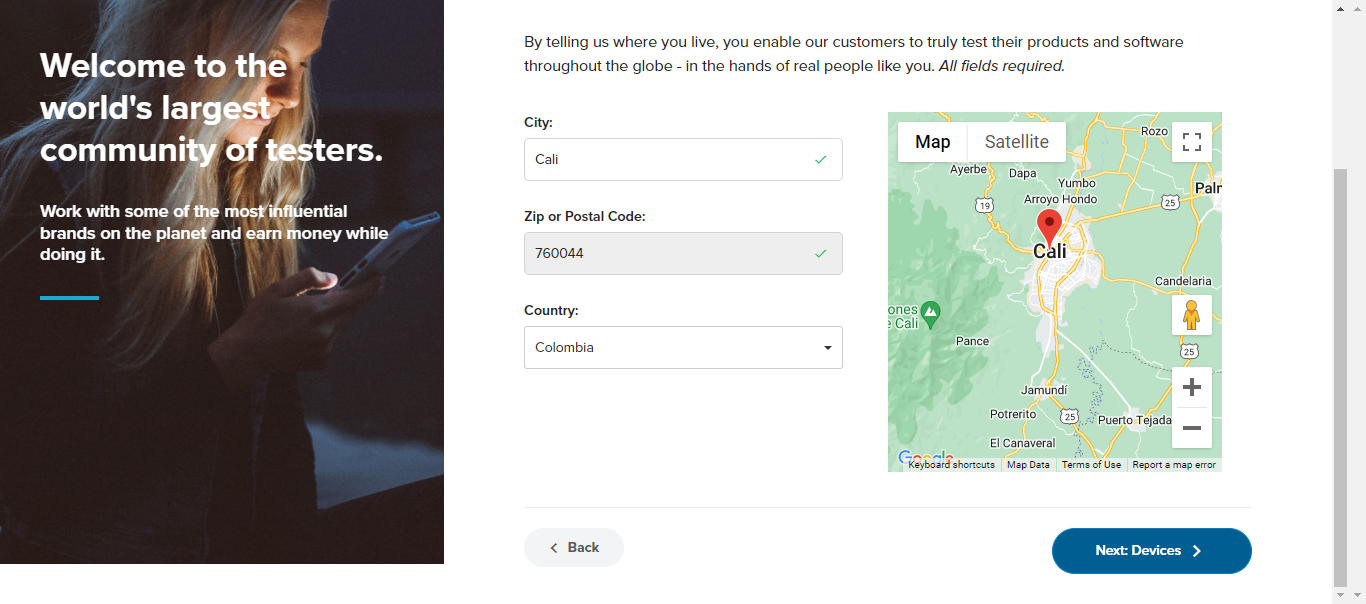 Welcome to the
world's largest
community of testers.
Work with some of the most influential
brands on the planet and earn money while
doing it.
By telling us where you live, you enable our customers to truly test their products and software
throughout the globe - in the hands of real people like you. All fields required.
City:
Cali
Zip or Postal Code:
760044
Country:
Colombia
Map
Satellite
Rozo
Ayerbe
Dapa
Yumbo
Palm
19
Arroyo Hondo
25
Cali
Candelaria
ones
e Cali
Pance
25
Jamundí
Potrerito
25
Puerto Tejada
El Canaveral
Google
Keyboard shortcuts
Map Data
Terms of Use
Report a map error
Back
Next: Devices